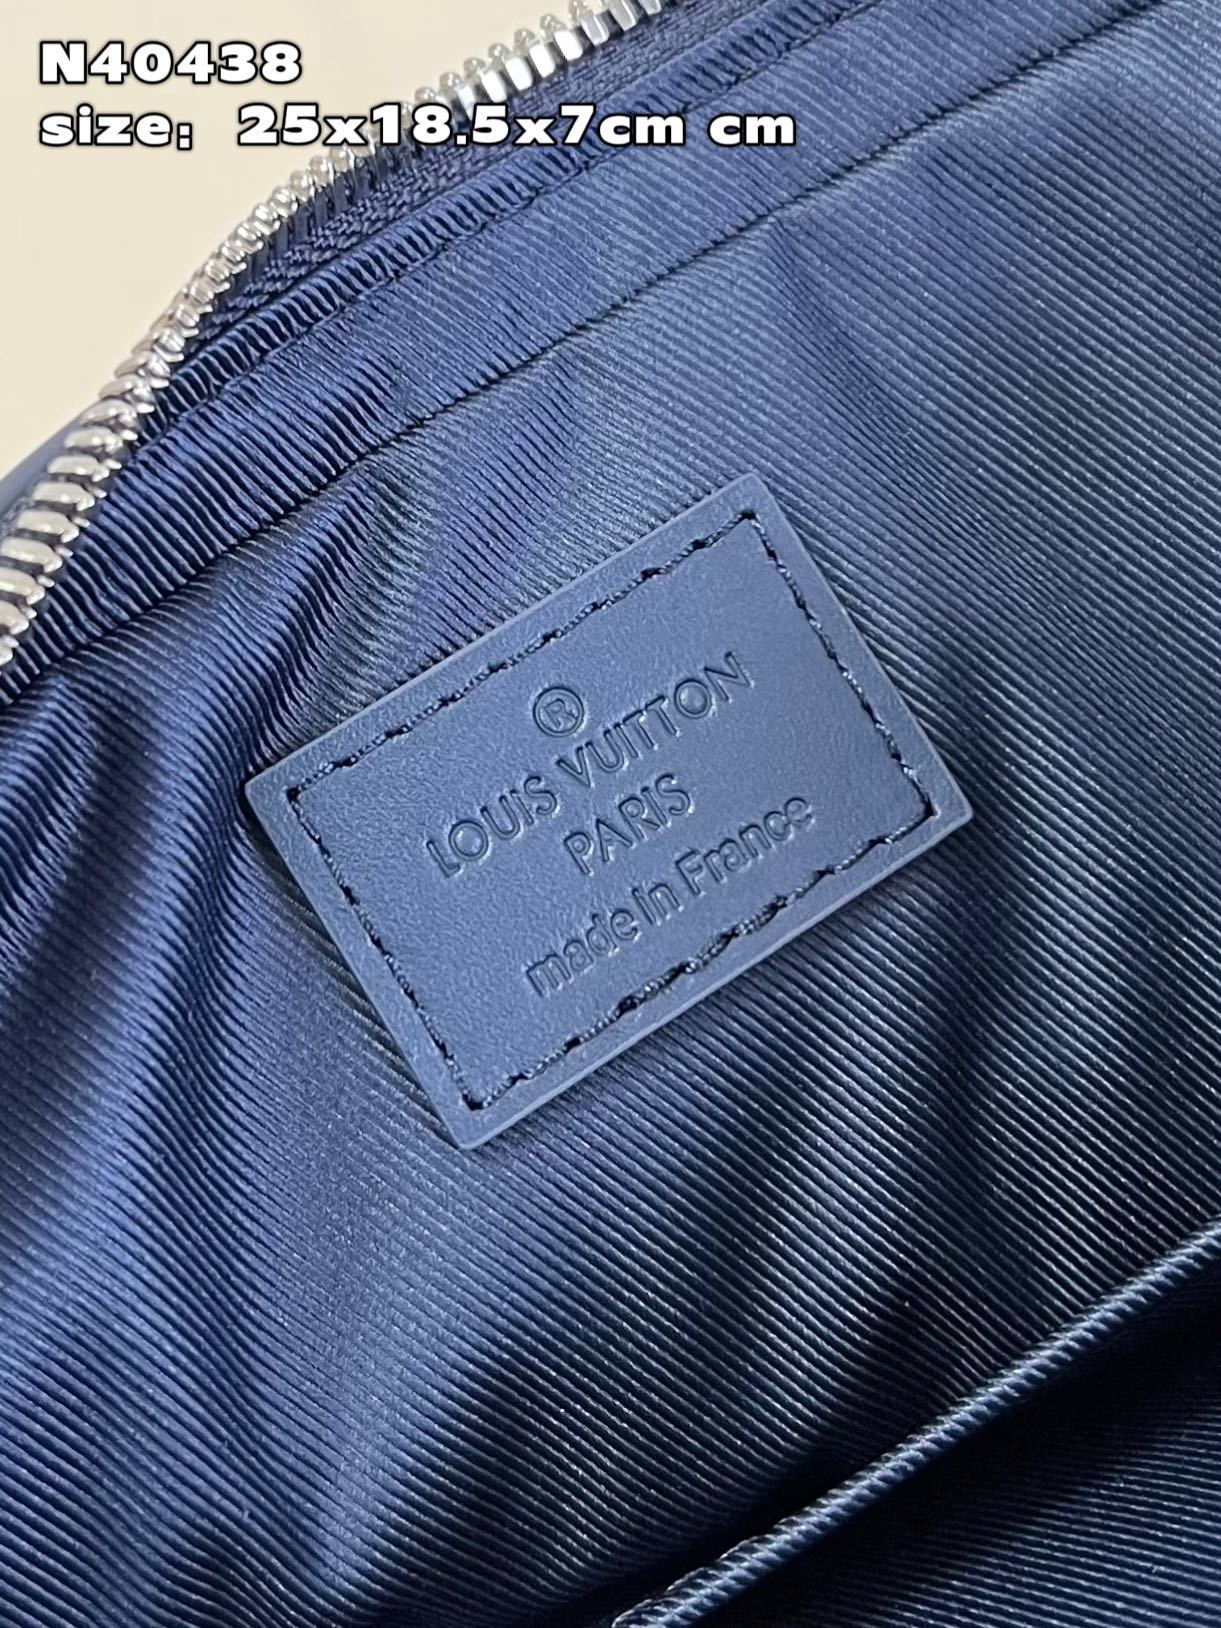 N40438
size：25x18.5x7cm cm
®
LOUIS VUITTON
PARIS
made in France